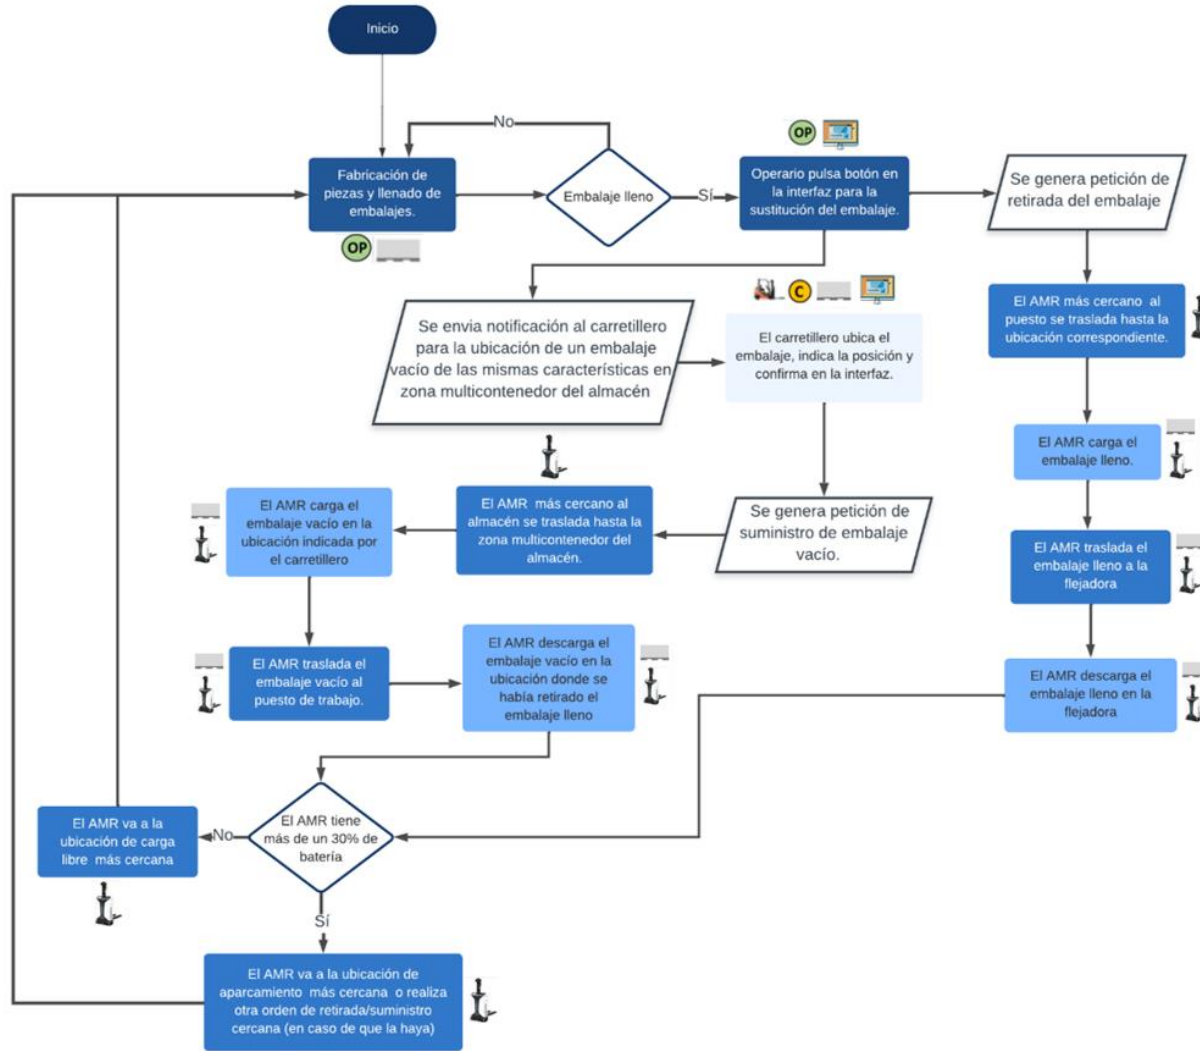 Inicio
No
OP
Fabricación de
piezas y llenado de
embalajes.
OP
Embalaje lleno
Sí
Operario pulsa botón en
la interfaz para la
sustitución del embalaje.
Se genera petición de
retirada del embalaje
C
Se envia notificación al carretillero
para la ubicación de un embalaje
vacío de las mismas características en
zona multicontenedor del almacén
El carretillero ubica el
embalaje, indica la posición y
confirma en la interfaz.
El AMR más cercano al
puesto se traslada hasta la
ubicación correspondiente.
El AMR carga el
embalaje lleno.
El AMR carga el
embalaje vacío en la
ubicación indicada por
el carretillero
El AMR más cercano al
almacén se traslada hasta la
zona multicontenedor del
almacén.
Se genera petición de
suministro de embalaje
vacío.
El AMR traslada el
embalaje lleno a la
flejadora
El AMR traslada el
embalaje vacío al
puesto de trabajo.
El AMR descarga el
embalaje vacío en la
ubicación donde se
había retirado el
embalaje lleno
El AMR descarga el
embalaje lleno en la
flejadora
El AMR va a la
ubicación de carga
libre más cercana
No
El AMR tiene
más de un 30% de
batería
Sí
El AMR va a la ubicación de
aparcamiento más cercana o realiza
otra orden de retirada/suministro
cercana (en caso de que la haya)